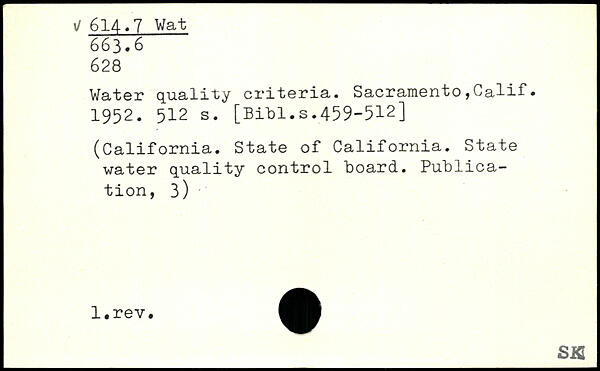 √ 614.7 Wat
663.6
628
Water quality criteria. Sacramento,Calif.
1952. 512 s. [Bibl.s.459-512]
(California. State of California. State
water quality control board. Publica-
tion, 3)
1.rev.
SK